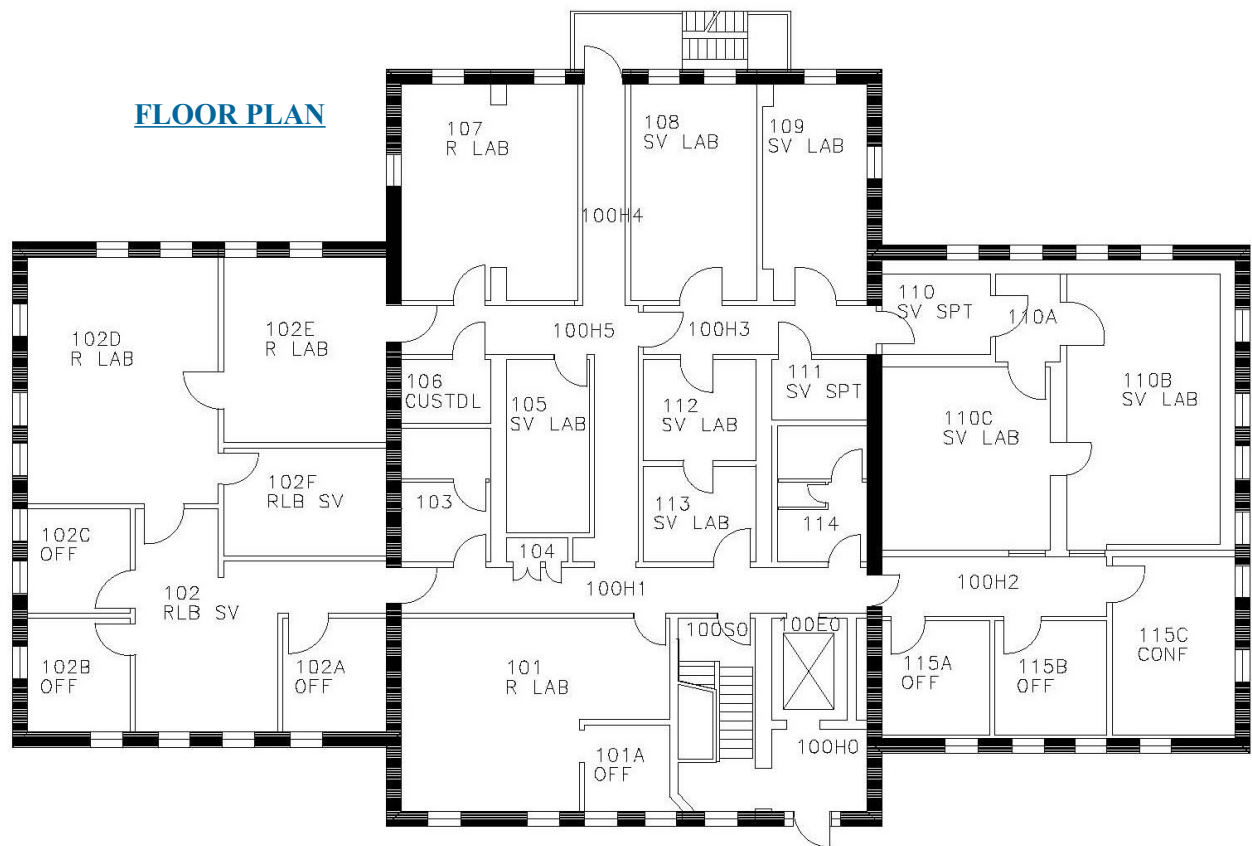 FLOOR PLAN
107
R LAB
108
SV LAB
109
SV LAB
100H4
102D
R LAB
102E
R LAB
100H5
100H3
110
SV SPT
110A
106
CUSTDL
105
SV LAB
112
SV LAB
111
SV SPT
110C
SV LAB
110B
SV LAB
102F
RLB SV
103
113
SV LAB
114
102C
OFF
104
102
RLB SV
100H1
100H2
102B
OFF
102A
OFF
101
R LAB
100S0
100E0
115A
OFF
115B
OFF
115C
CONF
101A
OFF
100H0